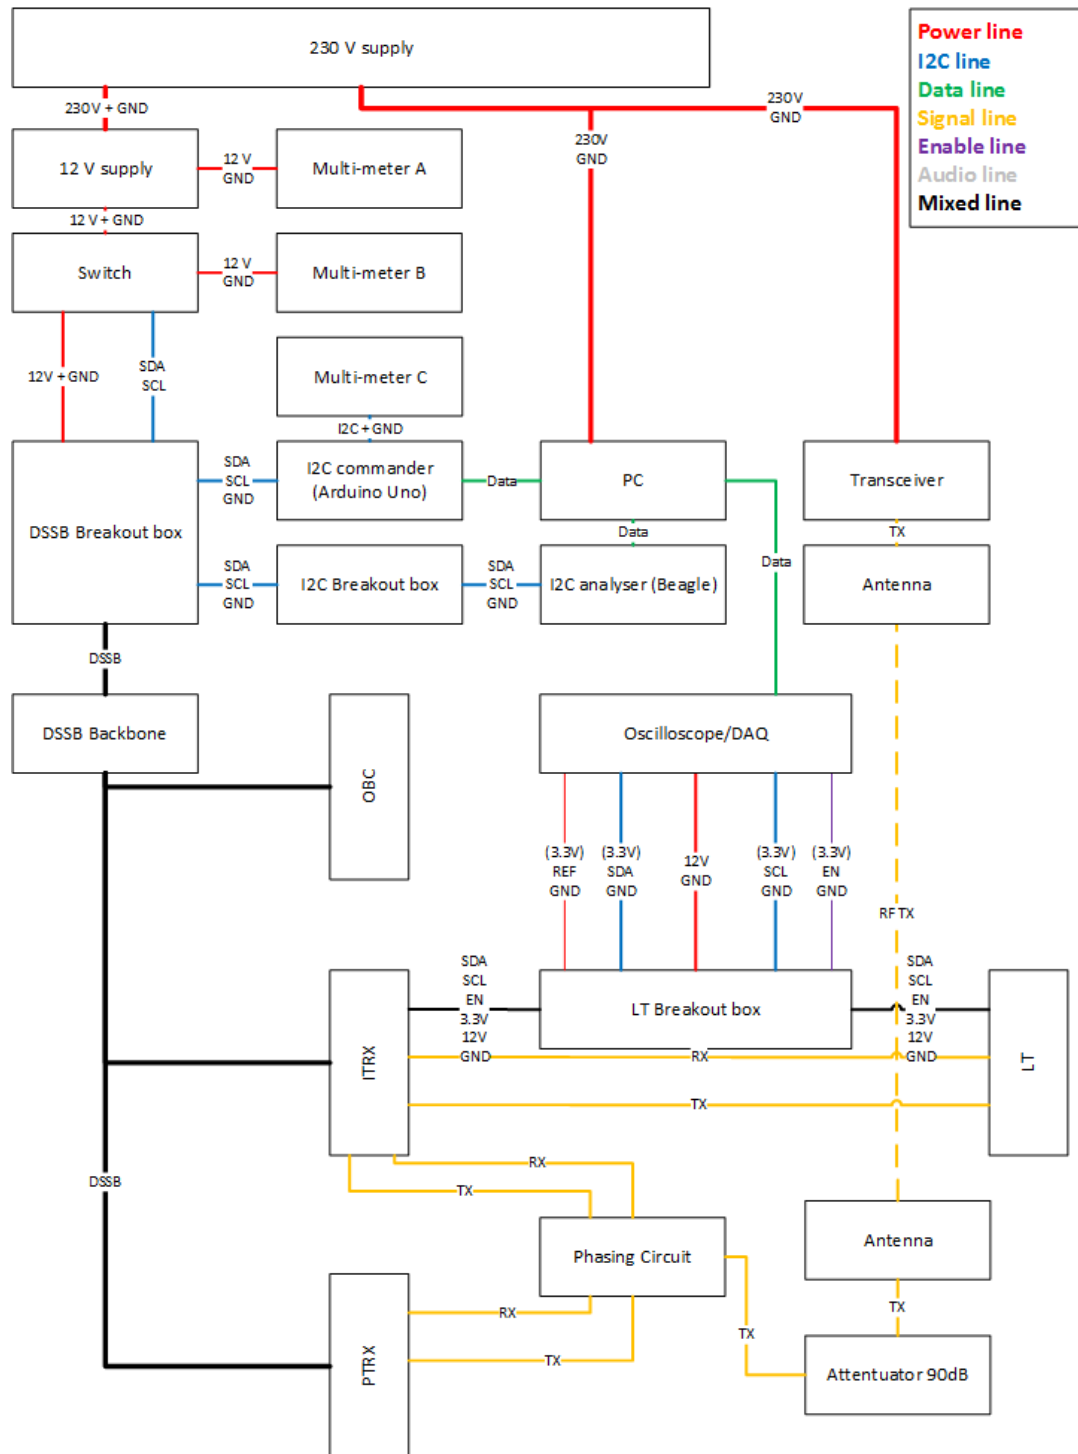 230 V supply
Power line
I2C line
Data line
Signal line
Enable line
Audio line
Mixed line
230V + GND
230V
GND
230V
GND
12 V supply
12 V
GND
Multi-meter A
12 V + GND
Switch
12 V
GND
Multi-meter B
12V + GND
SDA
SCL
Multi-meter C
I2C + GND
DSSB Breakout box
SDA
SCL
GND
I2C commander
(Arduino Uno)
Data
PC
Transceiver
Data
TX
SDA
SCL
GND
I2C Breakout box
SDA
SCL
GND
I2C analyser (Beagle)
Data
Antenna
DSSB
DSSB Backbone
OBC
Oscilloscope/DAQ
(3.3V)
REF
GND
(3.3V)
SDA
GND
12V
GND
(3.3V)
SCL
GND
(3.3V)
EN
GND
RF TX
ITRX
SDA
SCL
EN
3.3V
12V
GND
LT Breakout box
SDA
SCL
EN
3.3V
12V
GND
LT
RX
TX
DSSB
RX
TX
Phasing Circuit
Antenna
PTRX
RX
TX
TX
TX
Attentuator 90dB